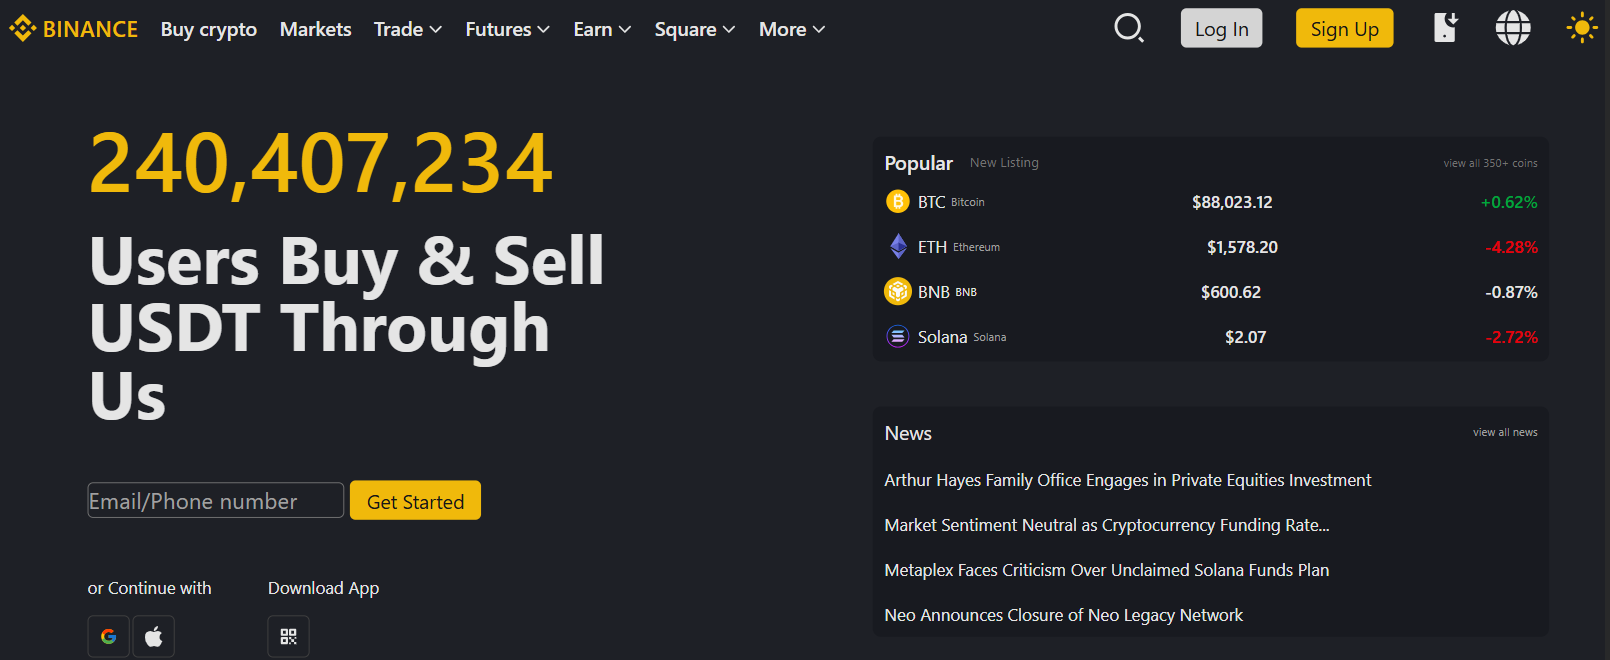 BINANCE Buy crypto Markets Trade Futures Earn Square More Log In Sign Up
240,407,234
Users Buy & Sell
USDT Through
Us
Email/Phone number Get Started
or Continue with Download App
Popular New Listing view all 350+ coins
BTC Bitcoin $88,023.12 +0.62%
ETH Ethereum $1,578.20 -4.28%
BNB BNB $600.62 -0.87%
Solana Solana $2.07 -2.72%
News view all news
Arthur Hayes Family Office Engages in Private Equities Investment
Market Sentiment Neutral as Cryptocurrency Funding Rate...
Metaplex Faces Criticism Over Unclaimed Solana Funds Plan
Neo Announces Closure of Neo Legacy Network